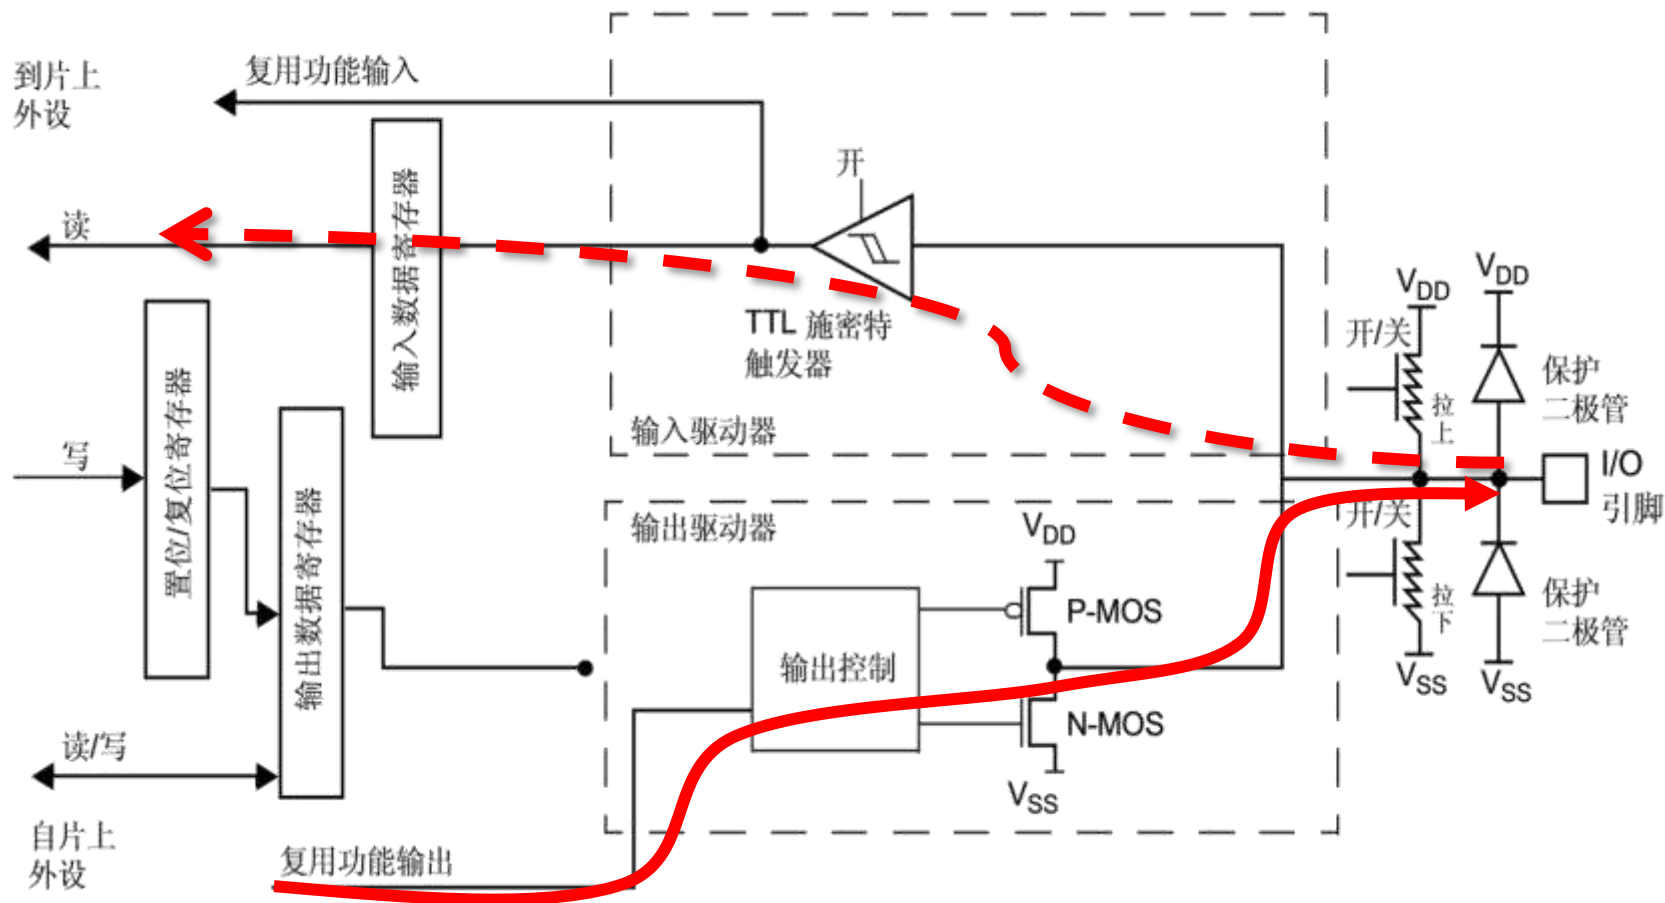 到片上
外设
复用功能输入
开
读
输入数据寄存器
TTL 施密特
触发器
输入驱动器
VDD
VDD
开/关
拉
上
保护
二极管
I/O
引脚
写
置位/复位寄存器
输出数据寄存器
输出驱动器
VDD
P-MOS
输出控制
N-MOS
VSS
开/关
拉
下
保护
二极管
VSS
VSS
读/写
自片上
外设
复用功能输出